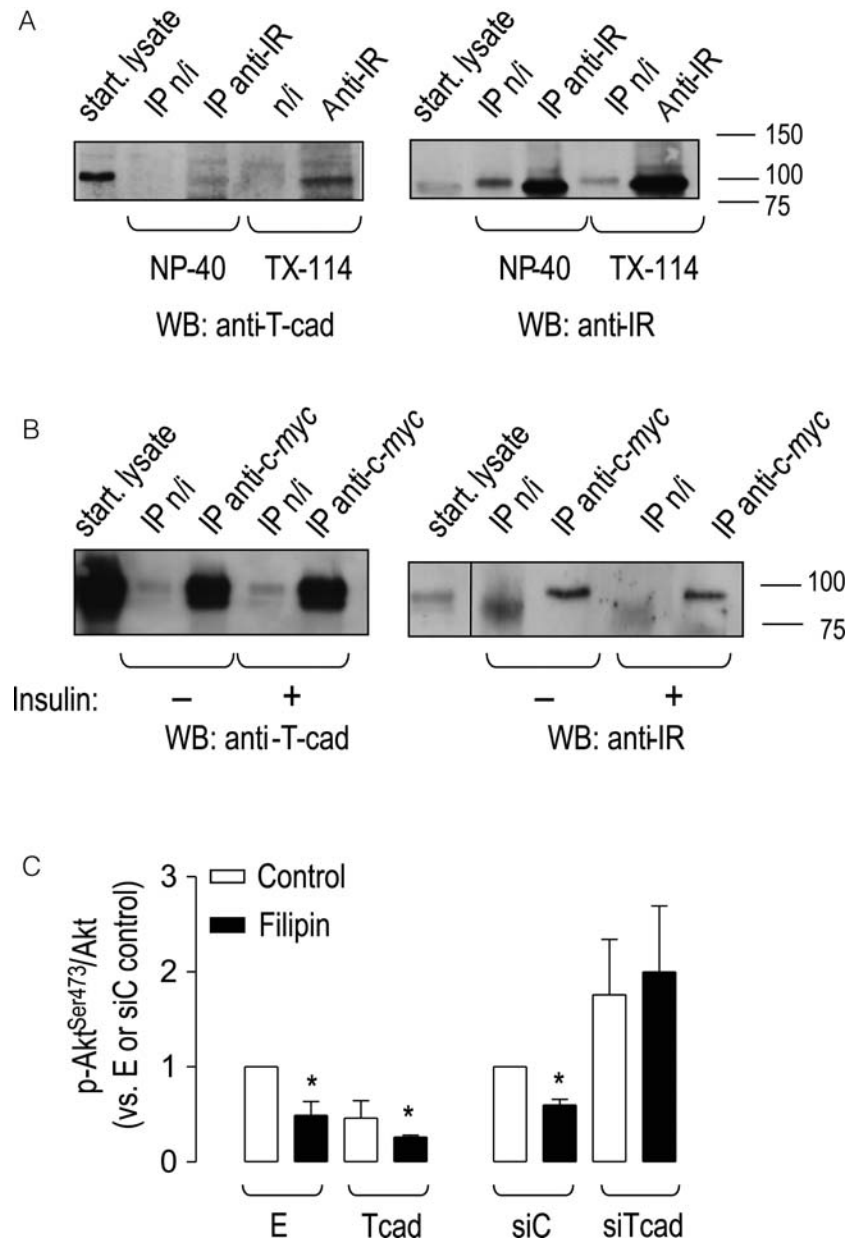 A
start. lysate
IP n/i
IP anti-IR
n/i
Anti-IR
start. lysate
IP n/i
IP anti-IR
IP n/i
Anti-IR
150
100
75
NP-40
TX-114
NP-40
TX-114
WB: anti-T-cad
WB: anti-IR
B
start. lysate
IP n/i
IP anti-c-myc
IP n/i
IP anti-c-myc
start. lysate
IP n/i
IP anti-c-myc
IP n/i
IP anti-c-myc
100
75
Insulin: – + – +
WB: anti-T-cad
WB: anti-IR
C
p-Akt^Ser473/Akt
(vs. E or siC control)
3
2
1
0
Control
Filipin
*
*
*
E
Tcad
siC
siTcad